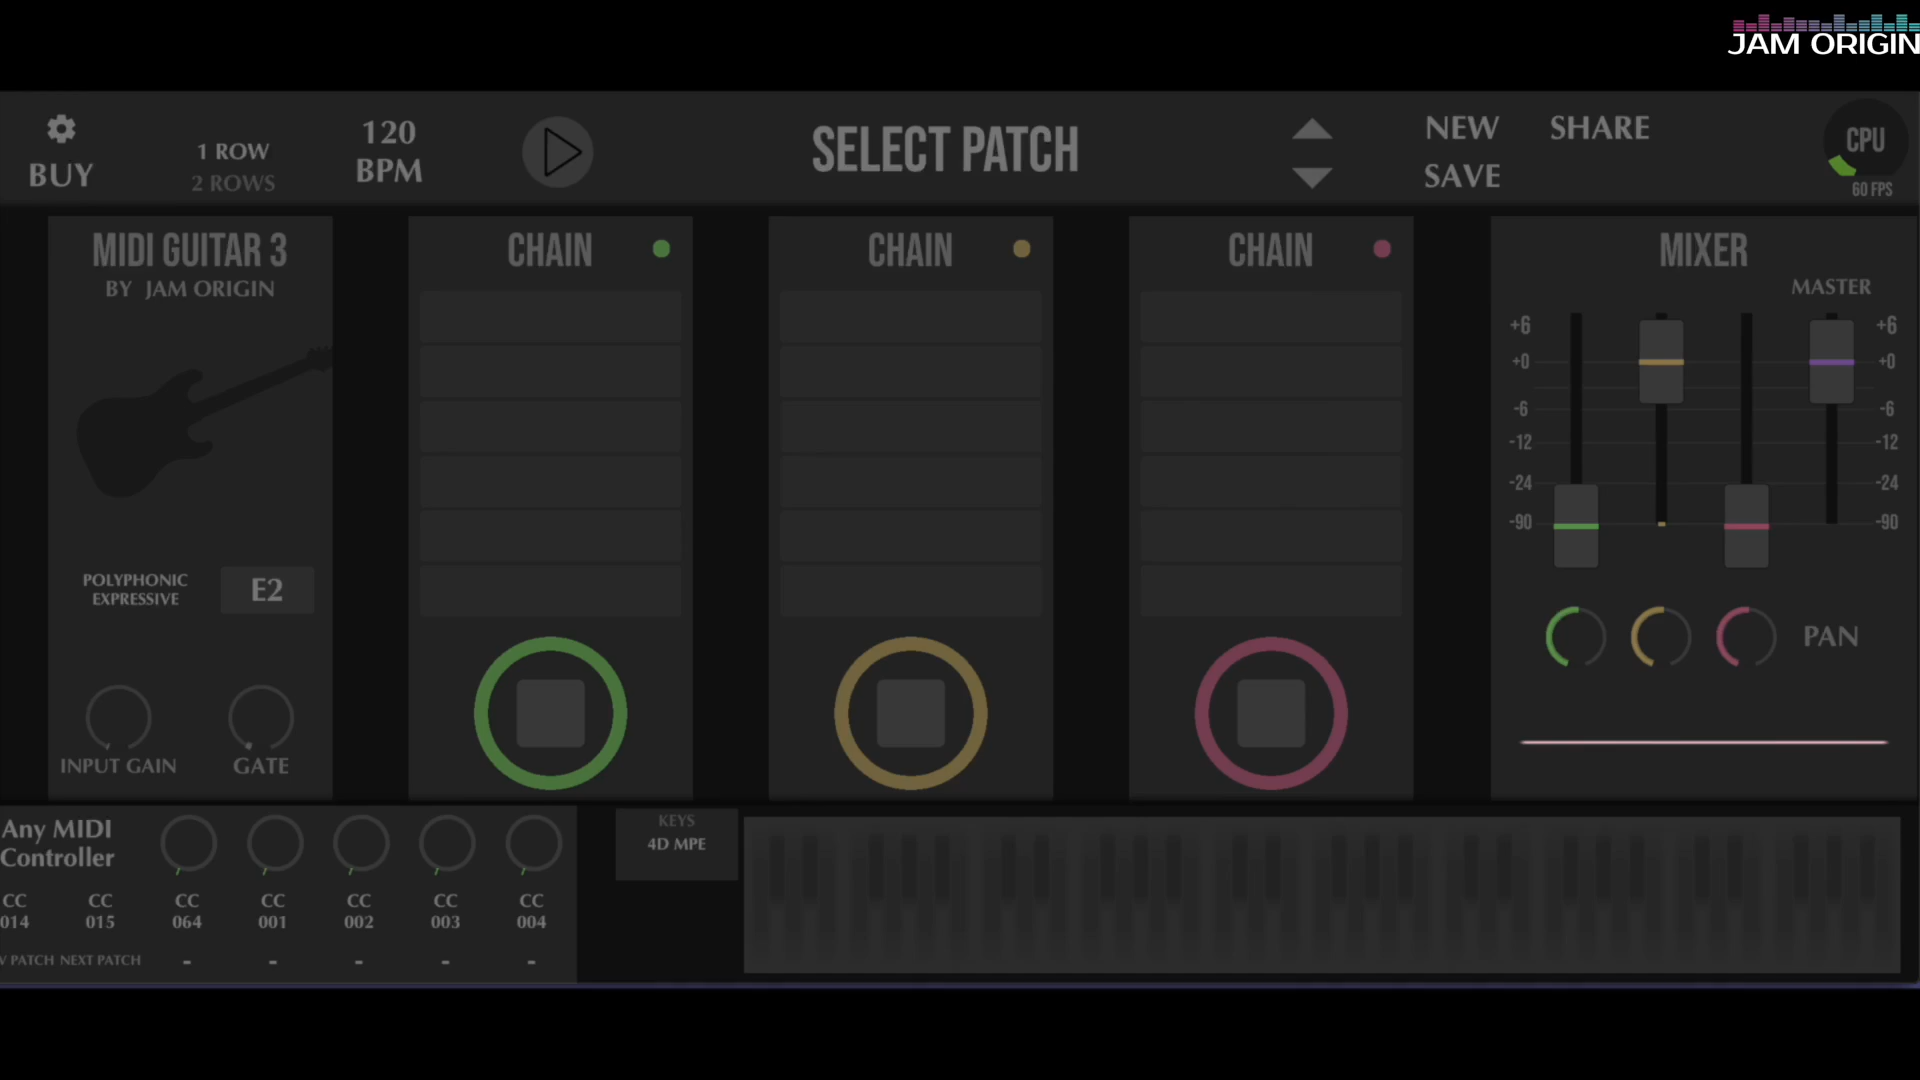 JAM ORIGIN
BUY
1 ROW
2 ROWS
120
BPM
SELECT PATCH
NEW
SAVE
SHARE
CPU
60 FPS
MIDI GUITAR 3
BY JAM ORIGIN
POLYPHONIC
EXPRESSIVE
E2
INPUT GAIN
GATE
CHAIN
CHAIN
CHAIN
MIXER
MASTER
+6
+0
-6
-12
-24
-90
+6
+0
-6
-12
-24
-90
PAN
Any MIDI
Controller
CC CC CC CC CC CC CC
014 015 064 001 002 003 004
V PATCH NEXT PATCH - - - - -
KEYS
4D MPE